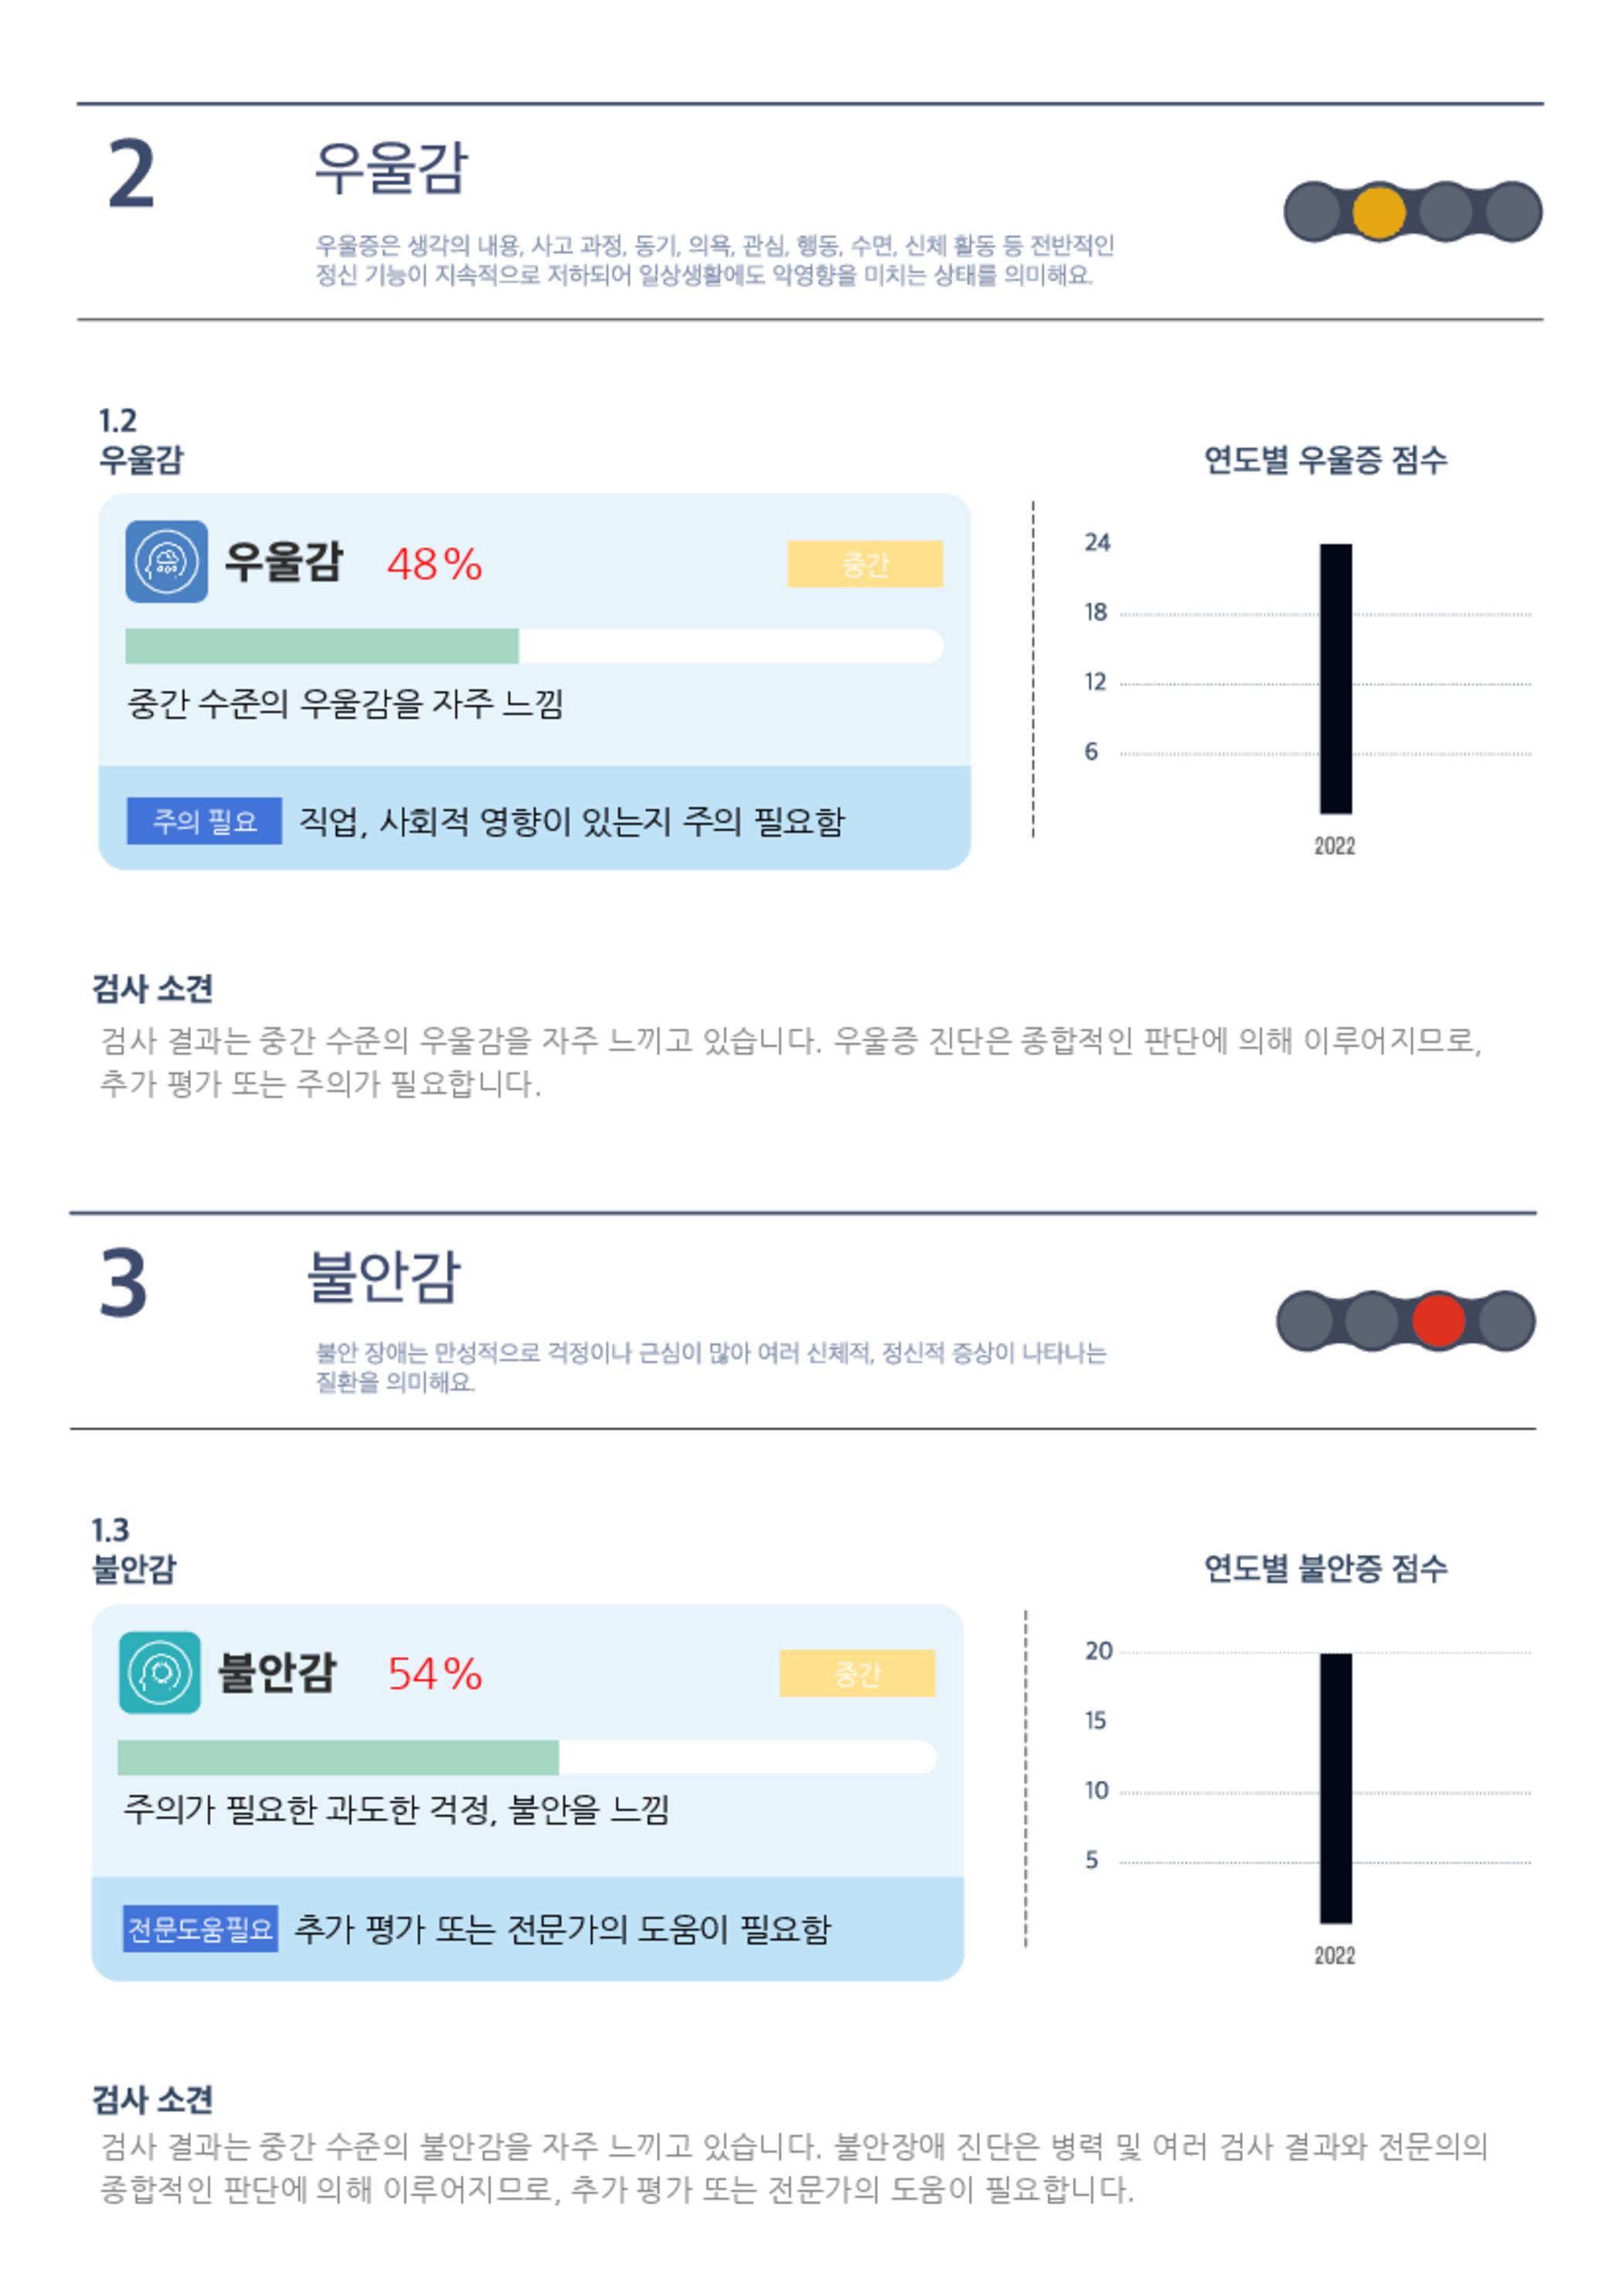 2
우울감
우울증은 생각의 내용, 사고 과정, 동기, 의욕, 관심, 행동, 수면, 신체 활동 등 전반적인
정신 기능이 지속적으로 저하되어 일상생활에도 악영향을 미치는 상태를 의미해요.
1.2
우울감
우울감 48%
중간
중간 수준의 우울감을 자주 느낌
주의 필요 직업, 사회적 영향이 있는지 주의 필요함
연도별 우울증 점수
24
18
12
6
2022
검사 소견
검사 결과는 중간 수준의 우울감을 자주 느끼고 있습니다. 우울증 진단은 종합적인 판단에 의해 이루어지므로,
추가 평가 또는 주의가 필요합니다.
3
불안감
불안 장애는 만성적으로 걱정이나 근심이 많아 여러 신체적, 정신적 증상이 나타나는
질환을 의미해요.
1.3
불안감
불안감 54%
중간
주의가 필요한 과도한 걱정, 불안을 느낌
전문도움필요 추가 평가 또는 전문가의 도움이 필요함
연도별 불안증 점수
20
15
10
5
2022
검사 소견
검사 결과는 중간 수준의 불안감을 자주 느끼고 있습니다. 불안장애 진단은 병력 및 여러 검사 결과와 전문의의
종합적인 판단에 의해 이루어지므로, 추가 평가 또는 전문가의 도움이 필요합니다.